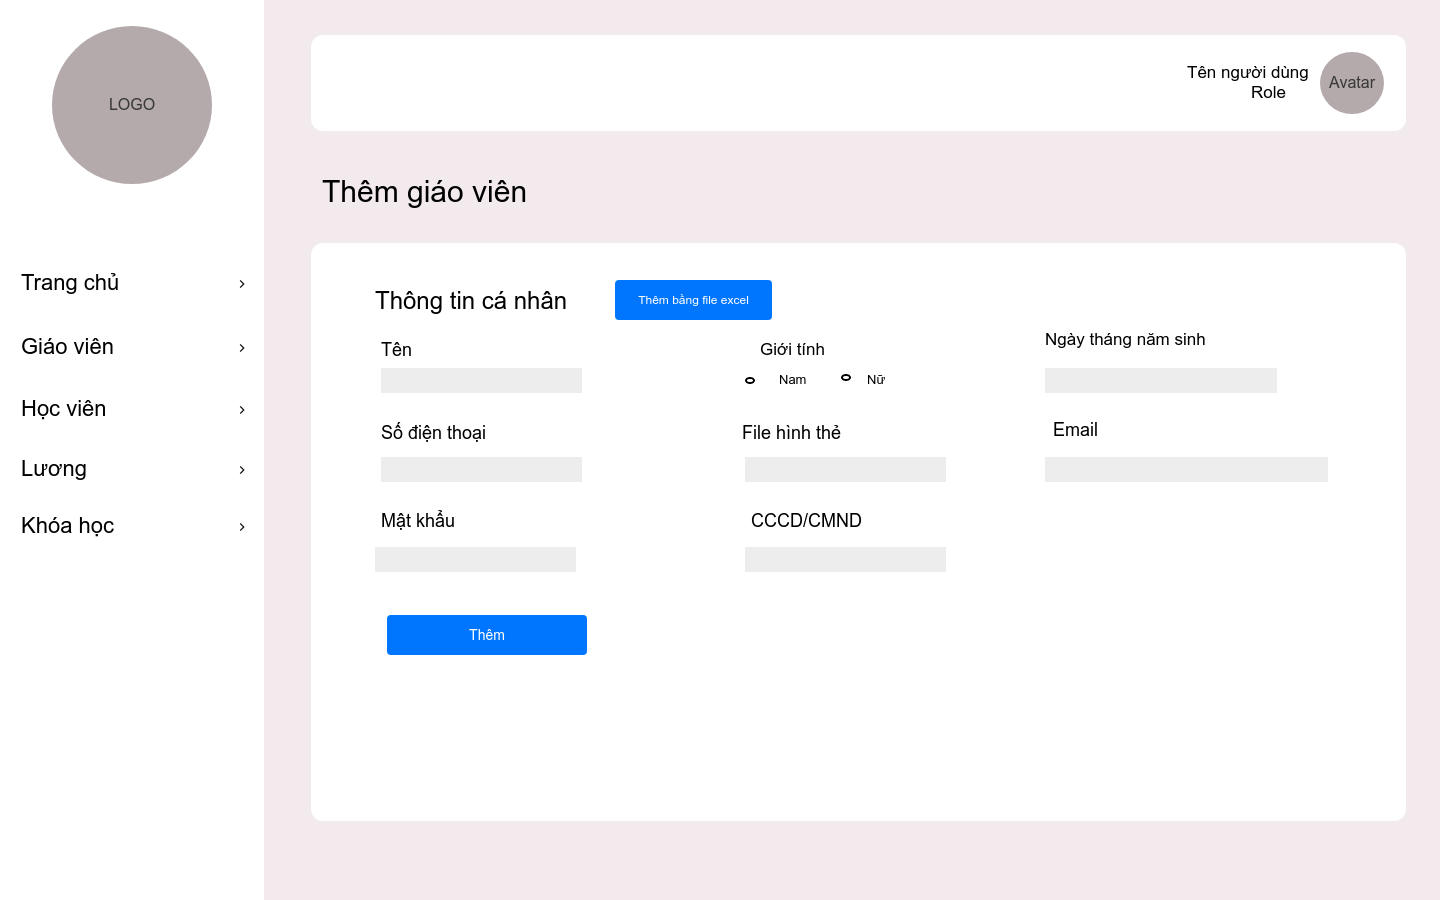 LOGO
Trang chủ
Giáo viên
Học viên
Lương
Khóa học
Tên người dùng
Role
Avatar
Thêm giáo viên
Thông tin cá nhân
Thêm bằng file excel
Tên
Giới tính
Nam
Nữ
Ngày tháng năm sinh
Số điện thoại
File hình thẻ
Email
Mật khẩu
CCCD/CMND
Thêm